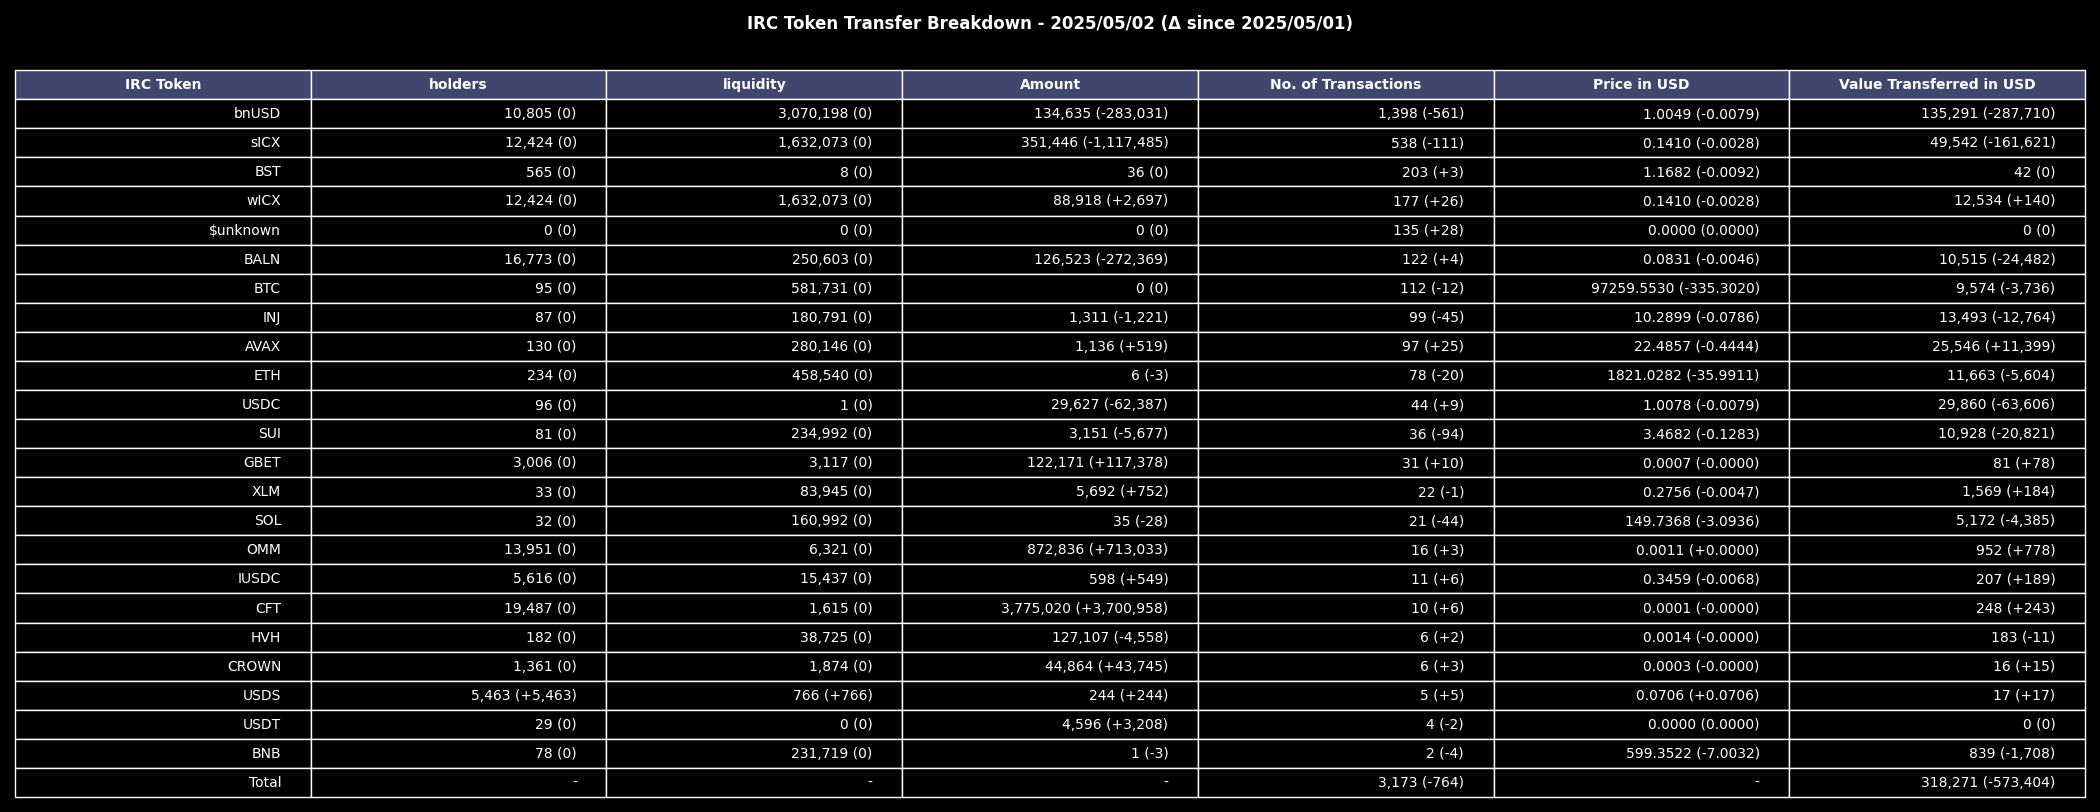 IRC Token Transfer Breakdown - 2025/05/02 (Δ since 2025/05/01)
IRC Token holders liquidity Amount No. of Transactions Price in USD Value Transferred in USD
bnUSD 10,805 (0) 3,070,198 (0) 134,635 (-283,031) 1,398 (-561) 1.0049 (-0.0079) 135,291 (-287,710)
sICX 12,424 (0) 1,632,073 (0) 351,446 (-1,117,485) 538 (-111) 0.1410 (-0.0028) 49,542 (-161,621)
BST 565 (0) 8 (0) 36 (0) 203 (+3) 1.1682 (-0.0092) 42 (0)
wICX 12,424 (0) 1,632,073 (0) 88,918 (+2,697) 177 (+26) 0.1410 (-0.0028) 12,534 (+140)
$unknown 0 (0) 0 (0) 0 (0) 135 (+28) 0.0000 (0.0000) 0 (0)
BALN 16,773 (0) 250,603 (0) 126,523 (-272,369) 122 (+4) 0.0831 (-0.0046) 10,515 (-24,482)
BTC 95 (0) 581,731 (0) 0 (0) 112 (-12) 97259.5530 (-335.3020) 9,574 (-3,736)
INJ 87 (0) 180,791 (0) 1,311 (-1,221) 99 (-45) 10.2899 (-0.0786) 13,493 (-12,764)
AVAX 130 (0) 280,146 (0) 1,136 (+519) 97 (+25) 22.4857 (-0.4444) 25,546 (+11,399)
ETH 234 (0) 458,540 (0) 6 (-3) 78 (-20) 1821.0282 (-35.9911) 11,663 (-5,604)
USDC 96 (0) 1 (0) 29,627 (-62,387) 44 (+9) 1.0078 (-0.0079) 29,860 (-63,606)
SUI 81 (0) 234,992 (0) 3,151 (-5,677) 36 (-94) 3.4682 (-0.1283) 10,928 (-20,821)
GBET 3,006 (0) 3,117 (0) 122,171 (+117,378) 31 (+10) 0.0007 (-0.0000) 81 (+78)
XLM 33 (0) 83,945 (0) 5,692 (+752) 22 (-1) 0.2756 (-0.0047) 1,569 (+184)
SOL 32 (0) 160,992 (0) 35 (-28) 21 (-44) 149.7368 (-3.0936) 5,172 (-4,385)
OMM 13,951 (0) 6,321 (0) 872,836 (+713,033) 16 (+3) 0.0011 (+0.0000) 952 (+778)
IUSDC 5,616 (0) 15,437 (0) 598 (+549) 11 (+6) 0.3459 (-0.0068) 207 (+189)
CFT 19,487 (0) 1,615 (0) 3,775,020 (+3,700,958) 10 (+6) 0.0001 (-0.0000) 248 (+243)
HVH 182 (0) 38,725 (0) 127,107 (-4,558) 6 (+2) 0.0014 (-0.0000) 183 (-11)
CROWN 1,361 (0) 1,874 (0) 44,864 (+43,745) 6 (+3) 0.0003 (-0.0000) 16 (+15)
USDS 5,463 (+5,463) 766 (+766) 244 (+244) 5 (+5) 0.0706 (+0.0706) 17 (+17)
USDT 29 (0) 0 (0) 4,596 (+3,208) 4 (-2) 0.0000 (0.0000) 0 (0)
BNB 78 (0) 231,719 (0) 1 (-3) 2 (-4) 599.3522 (-7.0032) 839 (-1,708)
Total - - - 3,173 (-764) - 318,271 (-573,404)